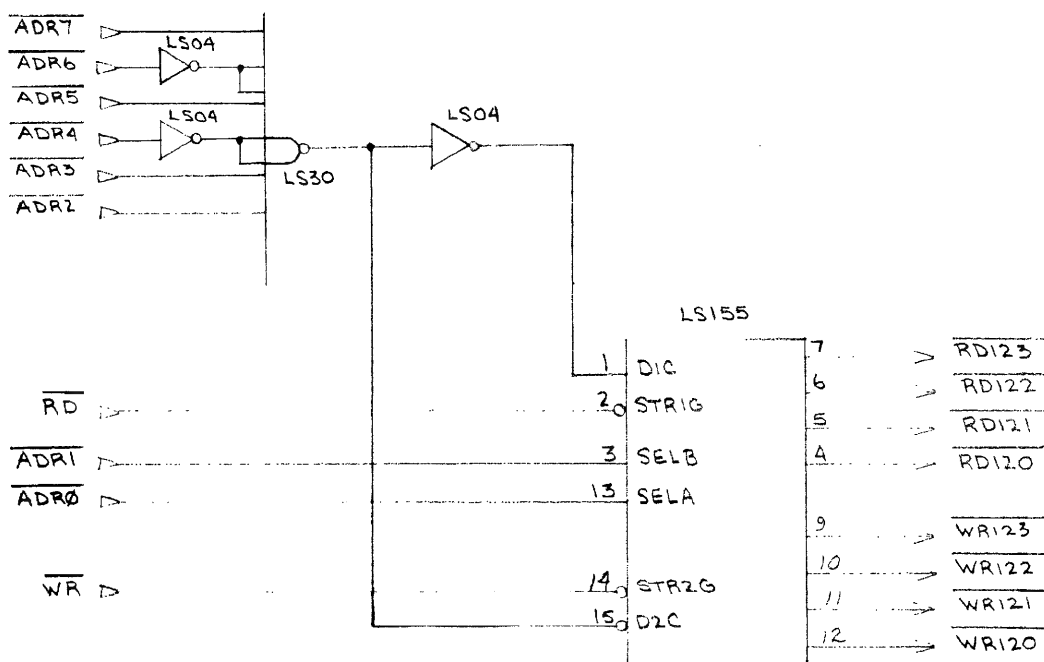 ADR7
LS04
ADR6
ADR5
LS04
ADR4
LS04
ADR3
LS30
ADR2
LS155
7 RD123
1 D1C
6 RD122
RD 2 STR1G
5 RD121
ADR1 3 SELB
4 RD120
ADRØ 13 SELA
9 WR123
10 WR122
WR 14 STR2G
11 WR121
15 D2C
12 WR120